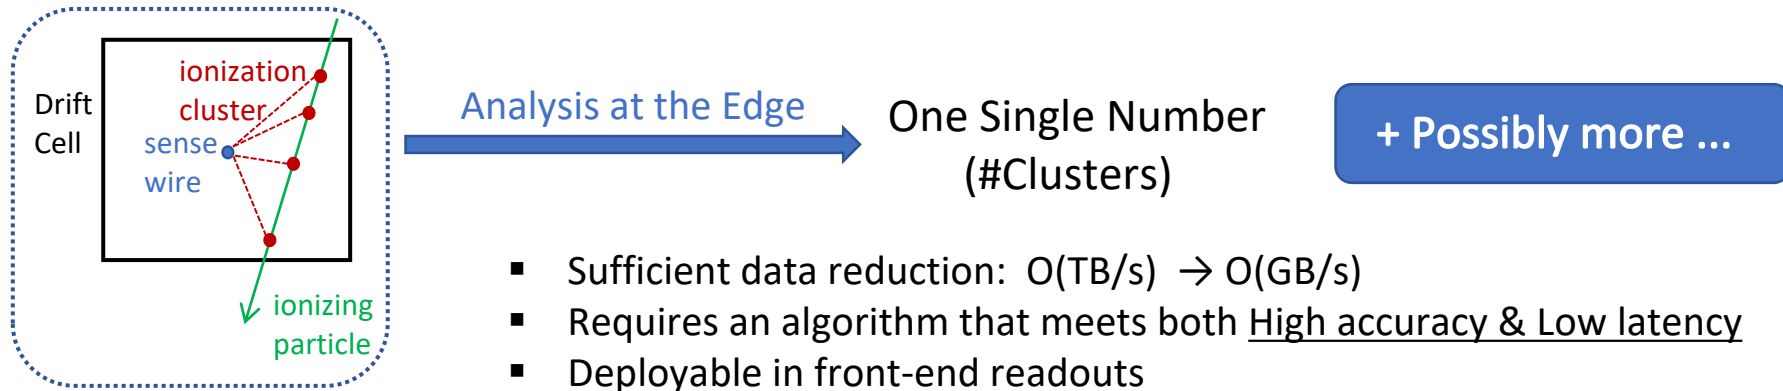 Drift
Cell
ionization
cluster
sense
wire
ionizing
particle
Analysis at the Edge
One Single Number
(#Clusters)
+ Possibly more ...
▪ Sufficient data reduction: O(TB/s) → O(GB/s)
▪ Requires an algorithm that meets both High accuracy & Low latency
▪ Deployable in front-end readouts